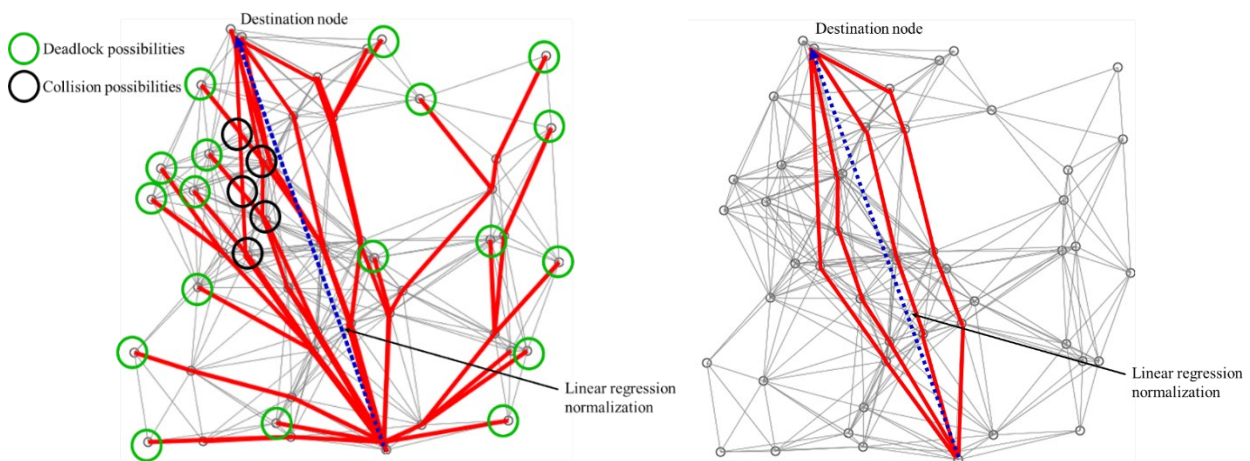 Destination node
Deadlock possibilities
Collision possibilities
Linear regression
normalization
Destination node
Linear regression
normalization